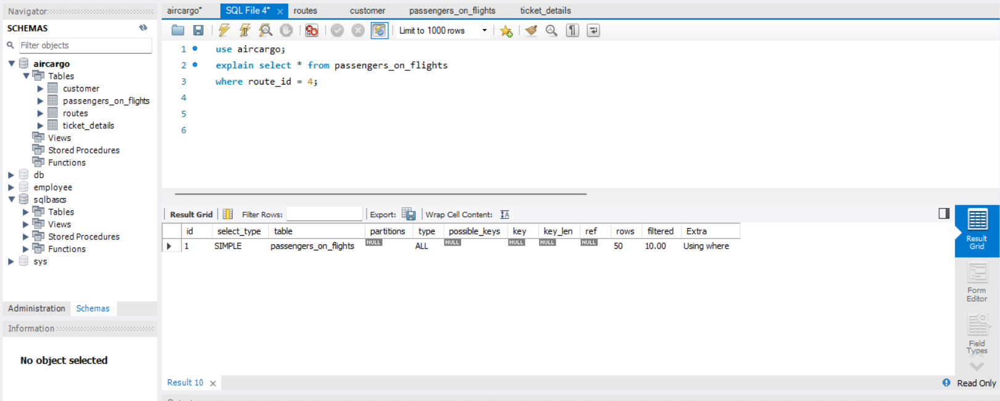 Navigator
SCHEMAS
Filter objects
aircargo
Tables
customer
passengers_on_flights
routes
ticket_details
Views
Stored Procedures
Functions
db
employee
sqlbascs
Tables
Views
Stored Procedures
Functions
sys
Administration Schemas
Information
No object selected
aircargo* SQL File 4* × routes customer passengers_on_flights ticket_details
Limit to 1000 rows
1 use aircargo;
2 explain select * from passengers_on_flights
3 where route_id = 4;
4
5
6
Result Grid Filter Rows: Export: Wrap Cell Content: IA
id select_type table partitions type possible_keys key key_len ref rows filtered Extra
1 SIMPLE passengers_on_flights NULL ALL NULL NULL NULL NULL 50 10.00 Using where
Result
Grid
Form
Editor
Field
Types
Result 10 × Read Only